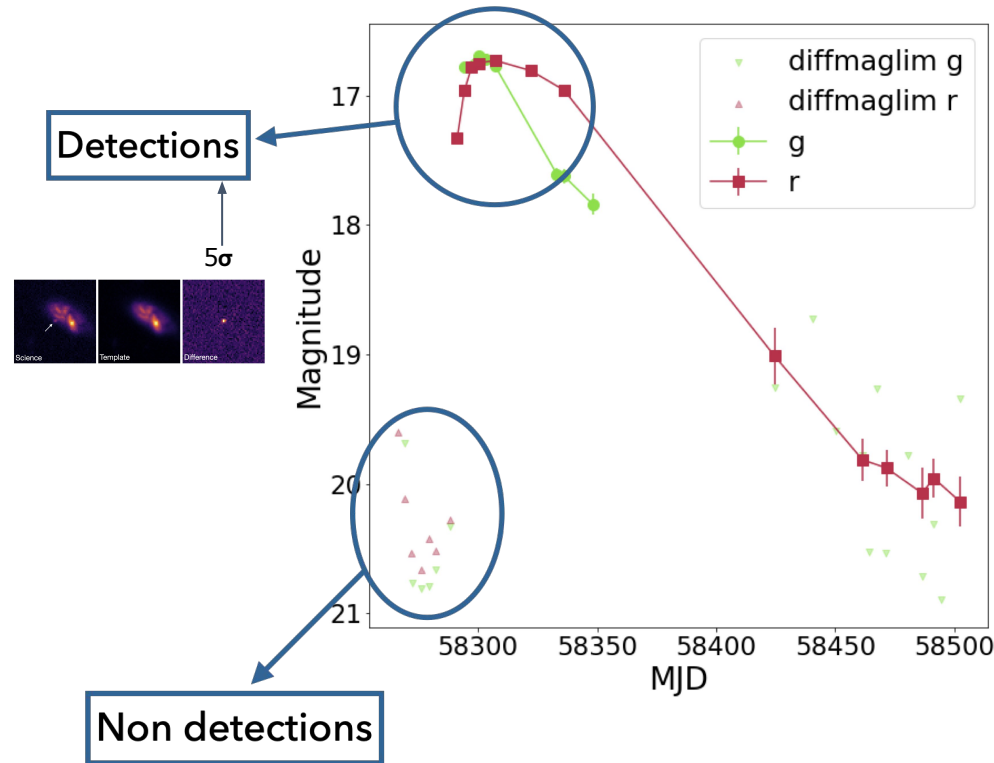 Detections
5σ
Science
Template
Difference
Non detections
Magnitude
17
18
19
20
21
58300
58350
58400
58450
58500
MJD
diffmaglim g
diffmaglim r
g
r